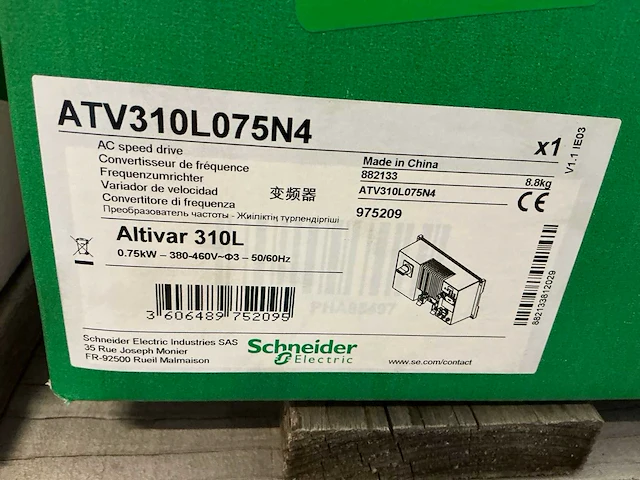 ATV310L075N4
x1
V1.1 IE03
AC speed drive
Convertisseur de fréquence
Frequenzumrichter
Variador de velocidad
变频器
Convertitore di frequenza
Преобразователь частоты - Жиіліктің түрлендіргіші
Made in China
882133
8.8kg
ATV310L075N4
CE
975209
Altivar 310L
0.75kW – 380-460V~Φ3 – 50/60Hz
3 606489 752095
882133812029
Schneider Electric Industries SAS
35 Rue Joseph Monier
FR-92500 Rueil Malmaison
Schneider
Electric
www.se.com/contact